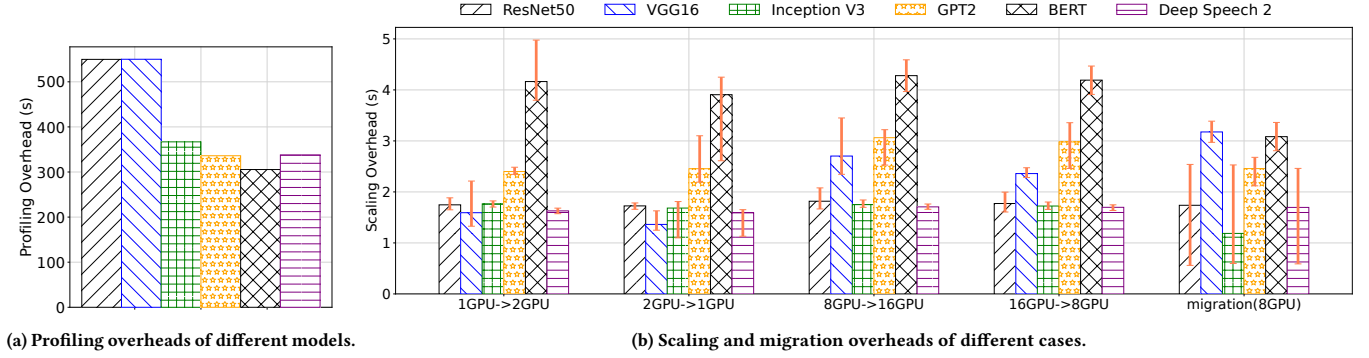 ResNet50 VGG16 Inception V3 GPT2 BERT Deep Speech 2
Profiling Overhead (s)
500
400
300
200
100
0
(a) Profiling overheads of different models.
Scaling Overhead (s)
5
4
3
2
1
0
1GPU->2GPU 2GPU->1GPU 8GPU->16GPU 16GPU->8GPU migration(8GPU)
(b) Scaling and migration overheads of different cases.